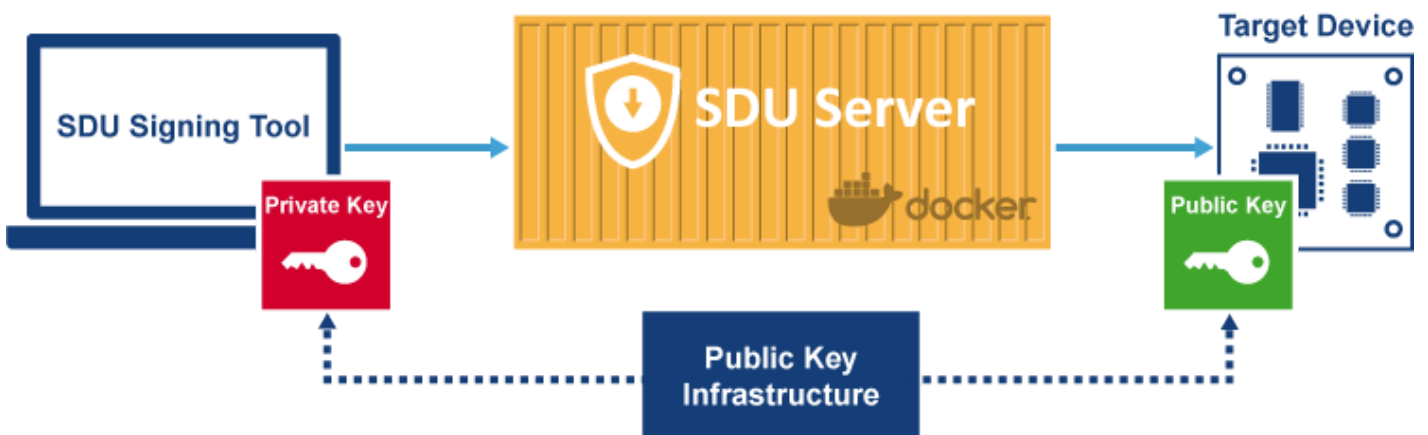 Target Device
SDU Signing Tool
SDU Server
docker
Private Key
Public Key
Public Key
Infrastructure